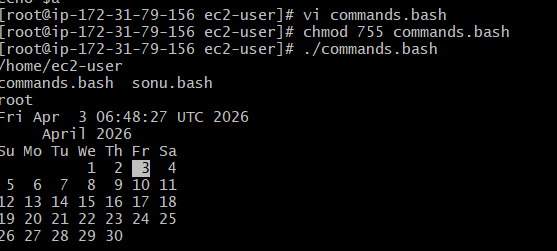 echo $a
[root@ip-172-31-79-156 ec2-user]# vi commands.bash
[root@ip-172-31-79-156 ec2-user]# chmod 755 commands.bash
[root@ip-172-31-79-156 ec2-user]# ./commands.bash
/home/ec2-user
commands.bash  sonu.bash
root
Fri Apr  3 06:48:27 UTC 2026
     April 2026
Su Mo Tu We Th Fr Sa
          1  2  3  4
 5  6  7  8  9 10 11
12 13 14 15 16 17 18
19 20 21 22 23 24 25
26 27 28 29 30